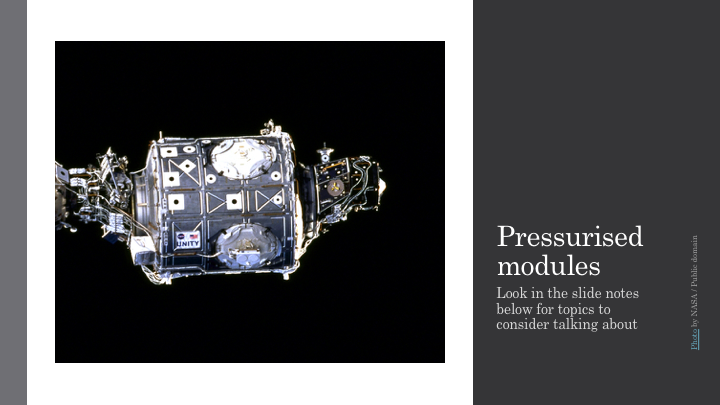 UNITY
Pressurised
modules
Look in the slide notes
below for topics to
consider talking about
Photo by NASA / Public domain